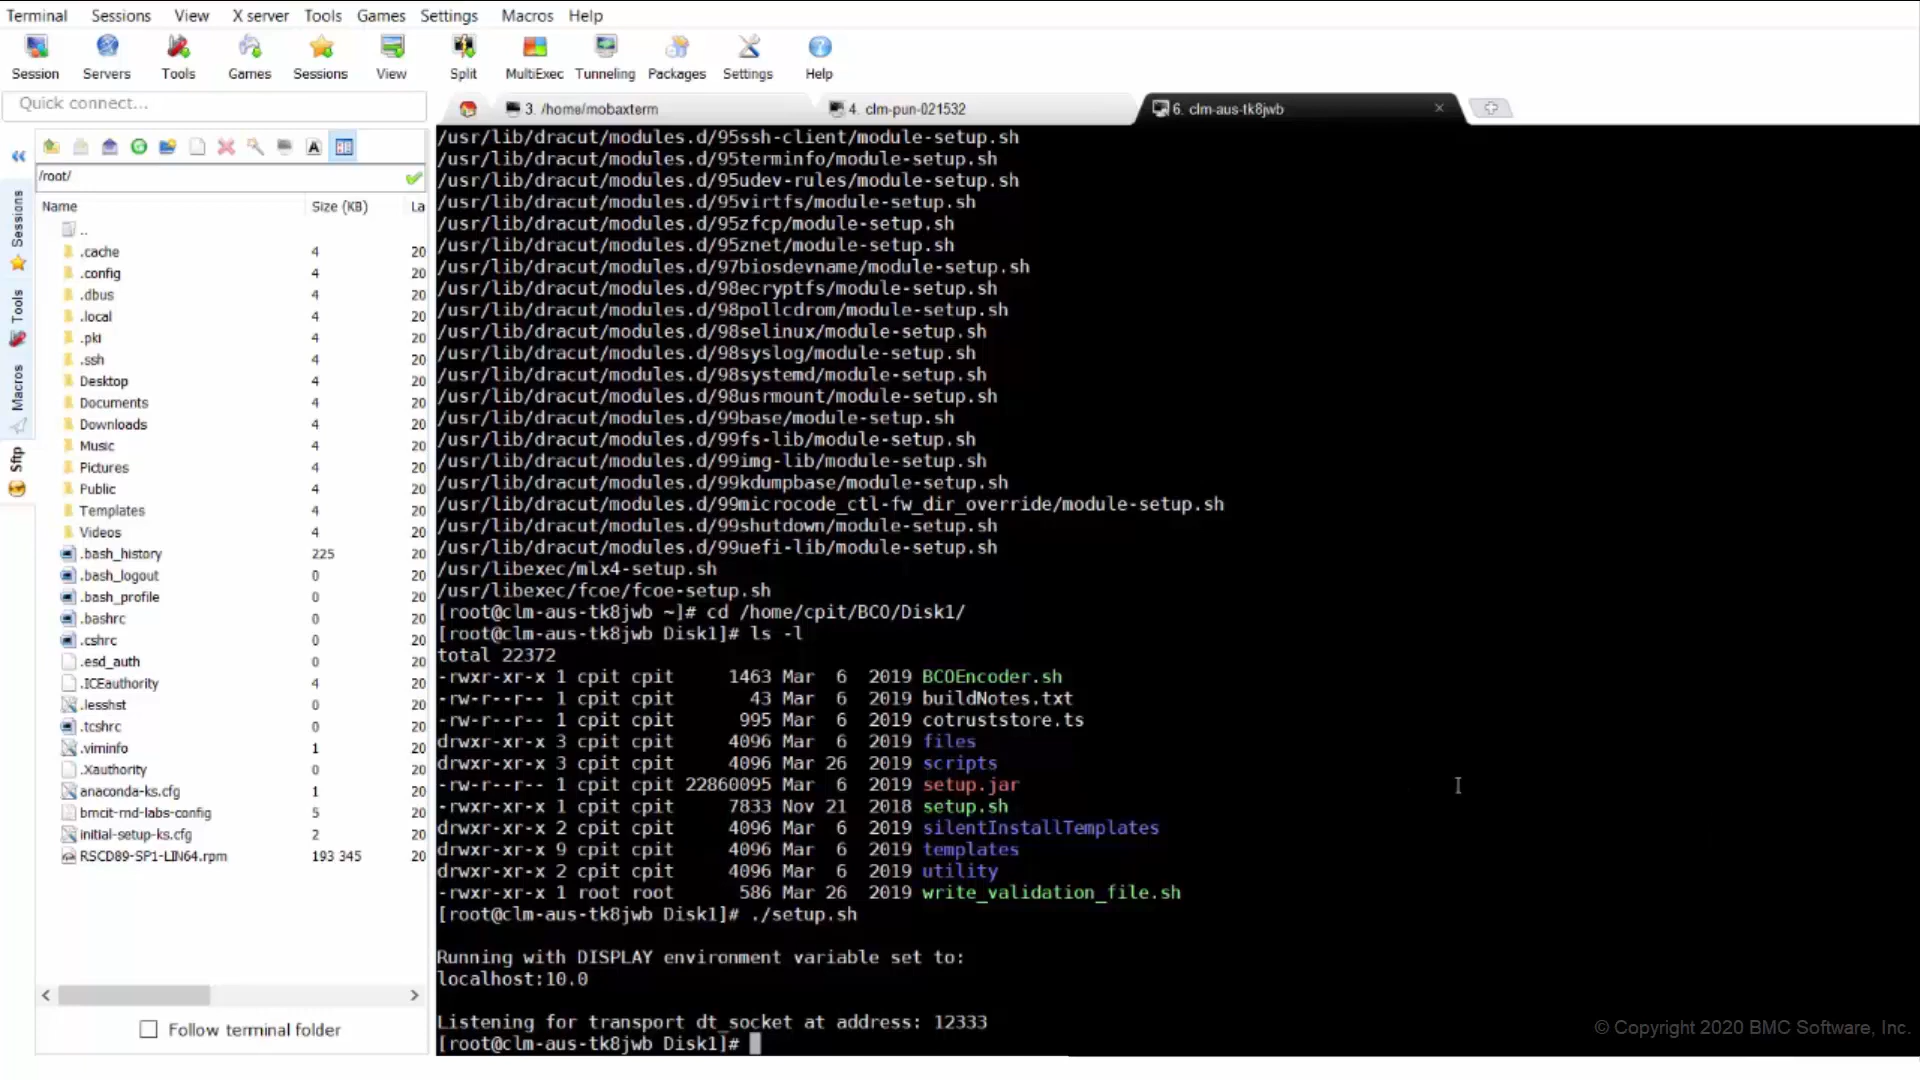 Terminal Sessions View X server Tools Games Settings Macros Help
Session Servers Tools Games Sessions View Split MultiExec Tunneling Packages Settings Help
Quick connect...
3. /home/mobaxterm
4. clm-pun-021532
6. clm-aus-tk8jwb
/root/
Name Size (KB) La
..
.cache 4 20
.config 4 20
.dbus 4 20
.local 4 20
.pki 4 20
.ssh 4 20
Desktop 4 20
Documents 4 20
Downloads 4 20
Music 4 20
Pictures 4 20
Public 4 20
Templates 4 20
Videos 4 20
.bash_history 225 20
.bash_logout 0 20
.bash_profile 0 20
.bashrc 0 20
.cshrc 0 20
.esd_auth 0 20
.ICEauthority 4 20
.lesshst 0 20
.tcshrc 0 20
.viminfo 1 20
.Xauthority 0 20
anaconda-ks.cfg 1 20
bmcit-rnd-labs-config 5 20
initial-setup-ks.cfg 2 20
RSCD89-SP1-LIN64.rpm 193 345 20
Follow terminal folder
Sessions
Tools
Macros
Sftp
/usr/lib/dracut/modules.d/95ssh-client/module-setup.sh
/usr/lib/dracut/modules.d/95terminfo/module-setup.sh
/usr/lib/dracut/modules.d/95udev-rules/module-setup.sh
/usr/lib/dracut/modules.d/95virtfs/module-setup.sh
/usr/lib/dracut/modules.d/95zfcp/module-setup.sh
/usr/lib/dracut/modules.d/95znet/module-setup.sh
/usr/lib/dracut/modules.d/97biosdevname/module-setup.sh
/usr/lib/dracut/modules.d/98ecryptfs/module-setup.sh
/usr/lib/dracut/modules.d/98pollcdrom/module-setup.sh
/usr/lib/dracut/modules.d/98selinux/module-setup.sh
/usr/lib/dracut/modules.d/98syslog/module-setup.sh
/usr/lib/dracut/modules.d/98systemd/module-setup.sh
/usr/lib/dracut/modules.d/98usrmount/module-setup.sh
/usr/lib/dracut/modules.d/99base/module-setup.sh
/usr/lib/dracut/modules.d/99fs-lib/module-setup.sh
/usr/lib/dracut/modules.d/99img-lib/module-setup.sh
/usr/lib/dracut/modules.d/99kdumpbase/module-setup.sh
/usr/lib/dracut/modules.d/99microcode_ctl-fw_dir_override/module-setup.sh
/usr/lib/dracut/modules.d/99shutdown/module-setup.sh
/usr/lib/dracut/modules.d/99uefi-lib/module-setup.sh
/usr/libexec/mlx4-setup.sh
/usr/libexec/fcoe/fcoe-setup.sh
[root@clm-aus-tk8jwb ~]# cd /home/cpit/BCO/Disk1/
[root@clm-aus-tk8jwb Disk1]# ls -l
total 22372
-rwxr-xr-x 1 cpit cpit 1463 Mar 6 2019 BCOEncoder.sh
-rw-r--r-- 1 cpit cpit 43 Mar 6 2019 buildNotes.txt
-rw-r--r-- 1 cpit cpit 995 Mar 6 2019 cotruststore.ts
drwxr-xr-x 3 cpit cpit 4096 Mar 6 2019 files
drwxr-xr-x 3 cpit cpit 4096 Mar 26 2019 scripts
-rw-r--r-- 1 cpit cpit 22860095 Mar 6 2019 setup.jar
-rwxr-xr-x 1 cpit cpit 7833 Nov 21 2018 setup.sh
drwxr-xr-x 2 cpit cpit 4096 Mar 6 2019 silentInstallTemplates
drwxr-xr-x 9 cpit cpit 4096 Mar 6 2019 templates
drwxr-xr-x 2 cpit cpit 4096 Mar 6 2019 utility
-rwxr-xr-x 1 root root 586 Mar 26 2019 write_validation_file.sh
[root@clm-aus-tk8jwb Disk1]# ./setup.sh
Running with DISPLAY environment variable set to:
localhost:10.0
Listening for transport dt_socket at address: 12333
[root@clm-aus-tk8jwb Disk1]#
© Copyright 2020 BMC Software, Inc.